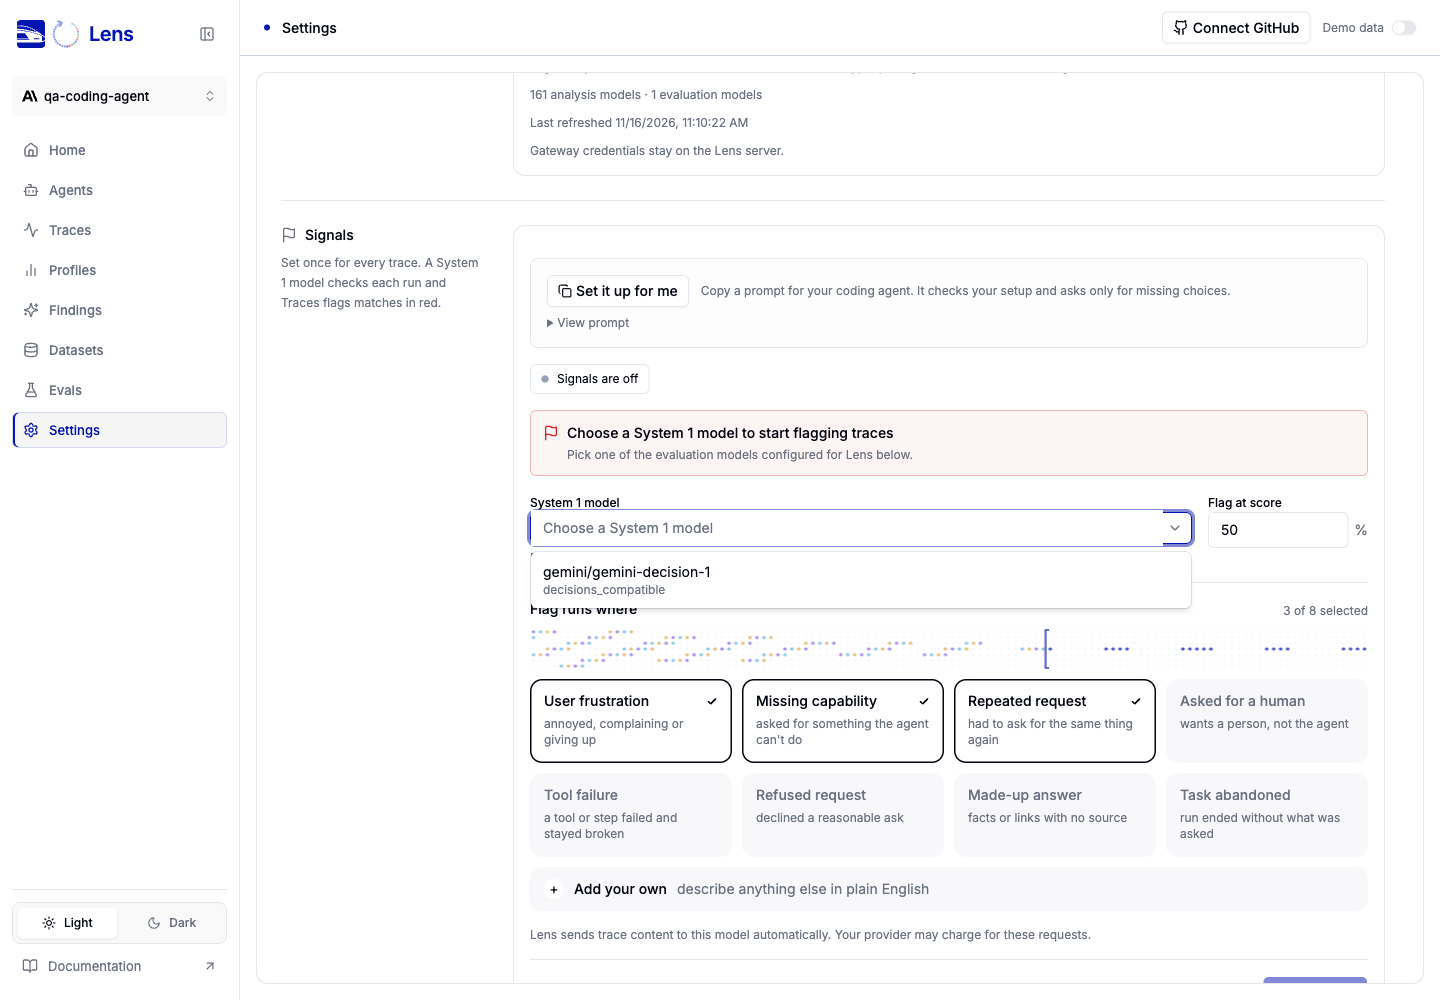 Lens
qa-coding-agent
Home
Agents
Traces
Profiles
Findings
Datasets
Evals
Settings
Light
Dark
Documentation
Settings
Connect GitHub
Demo data
161 analysis models · 1 evaluation models
Last refreshed 11/16/2026, 11:10:22 AM
Gateway credentials stay on the Lens server.
Signals
Set once for every trace. A System
1 model checks each run and
Traces flags matches in red.
Set it up for me
Copy a prompt for your coding agent. It checks your setup and asks only for missing choices.
View prompt
Signals are off
Choose a System 1 model to start flagging traces
Pick one of the evaluation models configured for Lens below.
System 1 model
Flag at score
Choose a System 1 model
50
%
gemini/gemini-decision-1
decisions_compatible
Flag runs where
3 of 8 selected
User frustration
annoyed, complaining or
giving up
Missing capability
asked for something the agent
can't do
Repeated request
had to ask for the same thing
again
Asked for a human
wants a person, not the agent
Tool failure
a tool or step failed and
stayed broken
Refused request
declined a reasonable ask
Made-up answer
facts or links with no source
Task abandoned
run ended without what was
asked
+ Add your own describe anything else in plain English
Lens sends trace content to this model automatically. Your provider may charge for these requests.